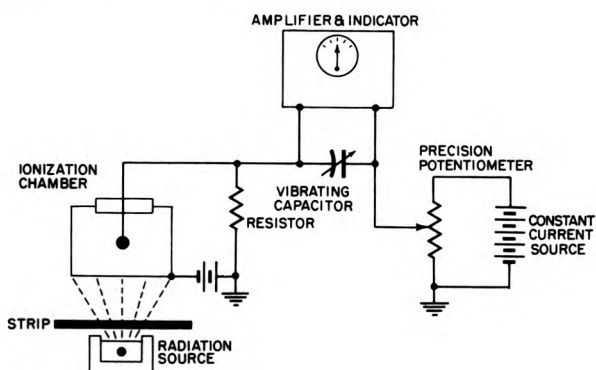 AMPLIFIER & INDICATOR
PRECISION
POTENTIOMETER
IONIZATION
CHAMBER
VIBRATING
CAPACITOR
RESISTOR
CONSTANT
CURRENT
SOURCE
STRIP
RADIATION
SOURCE